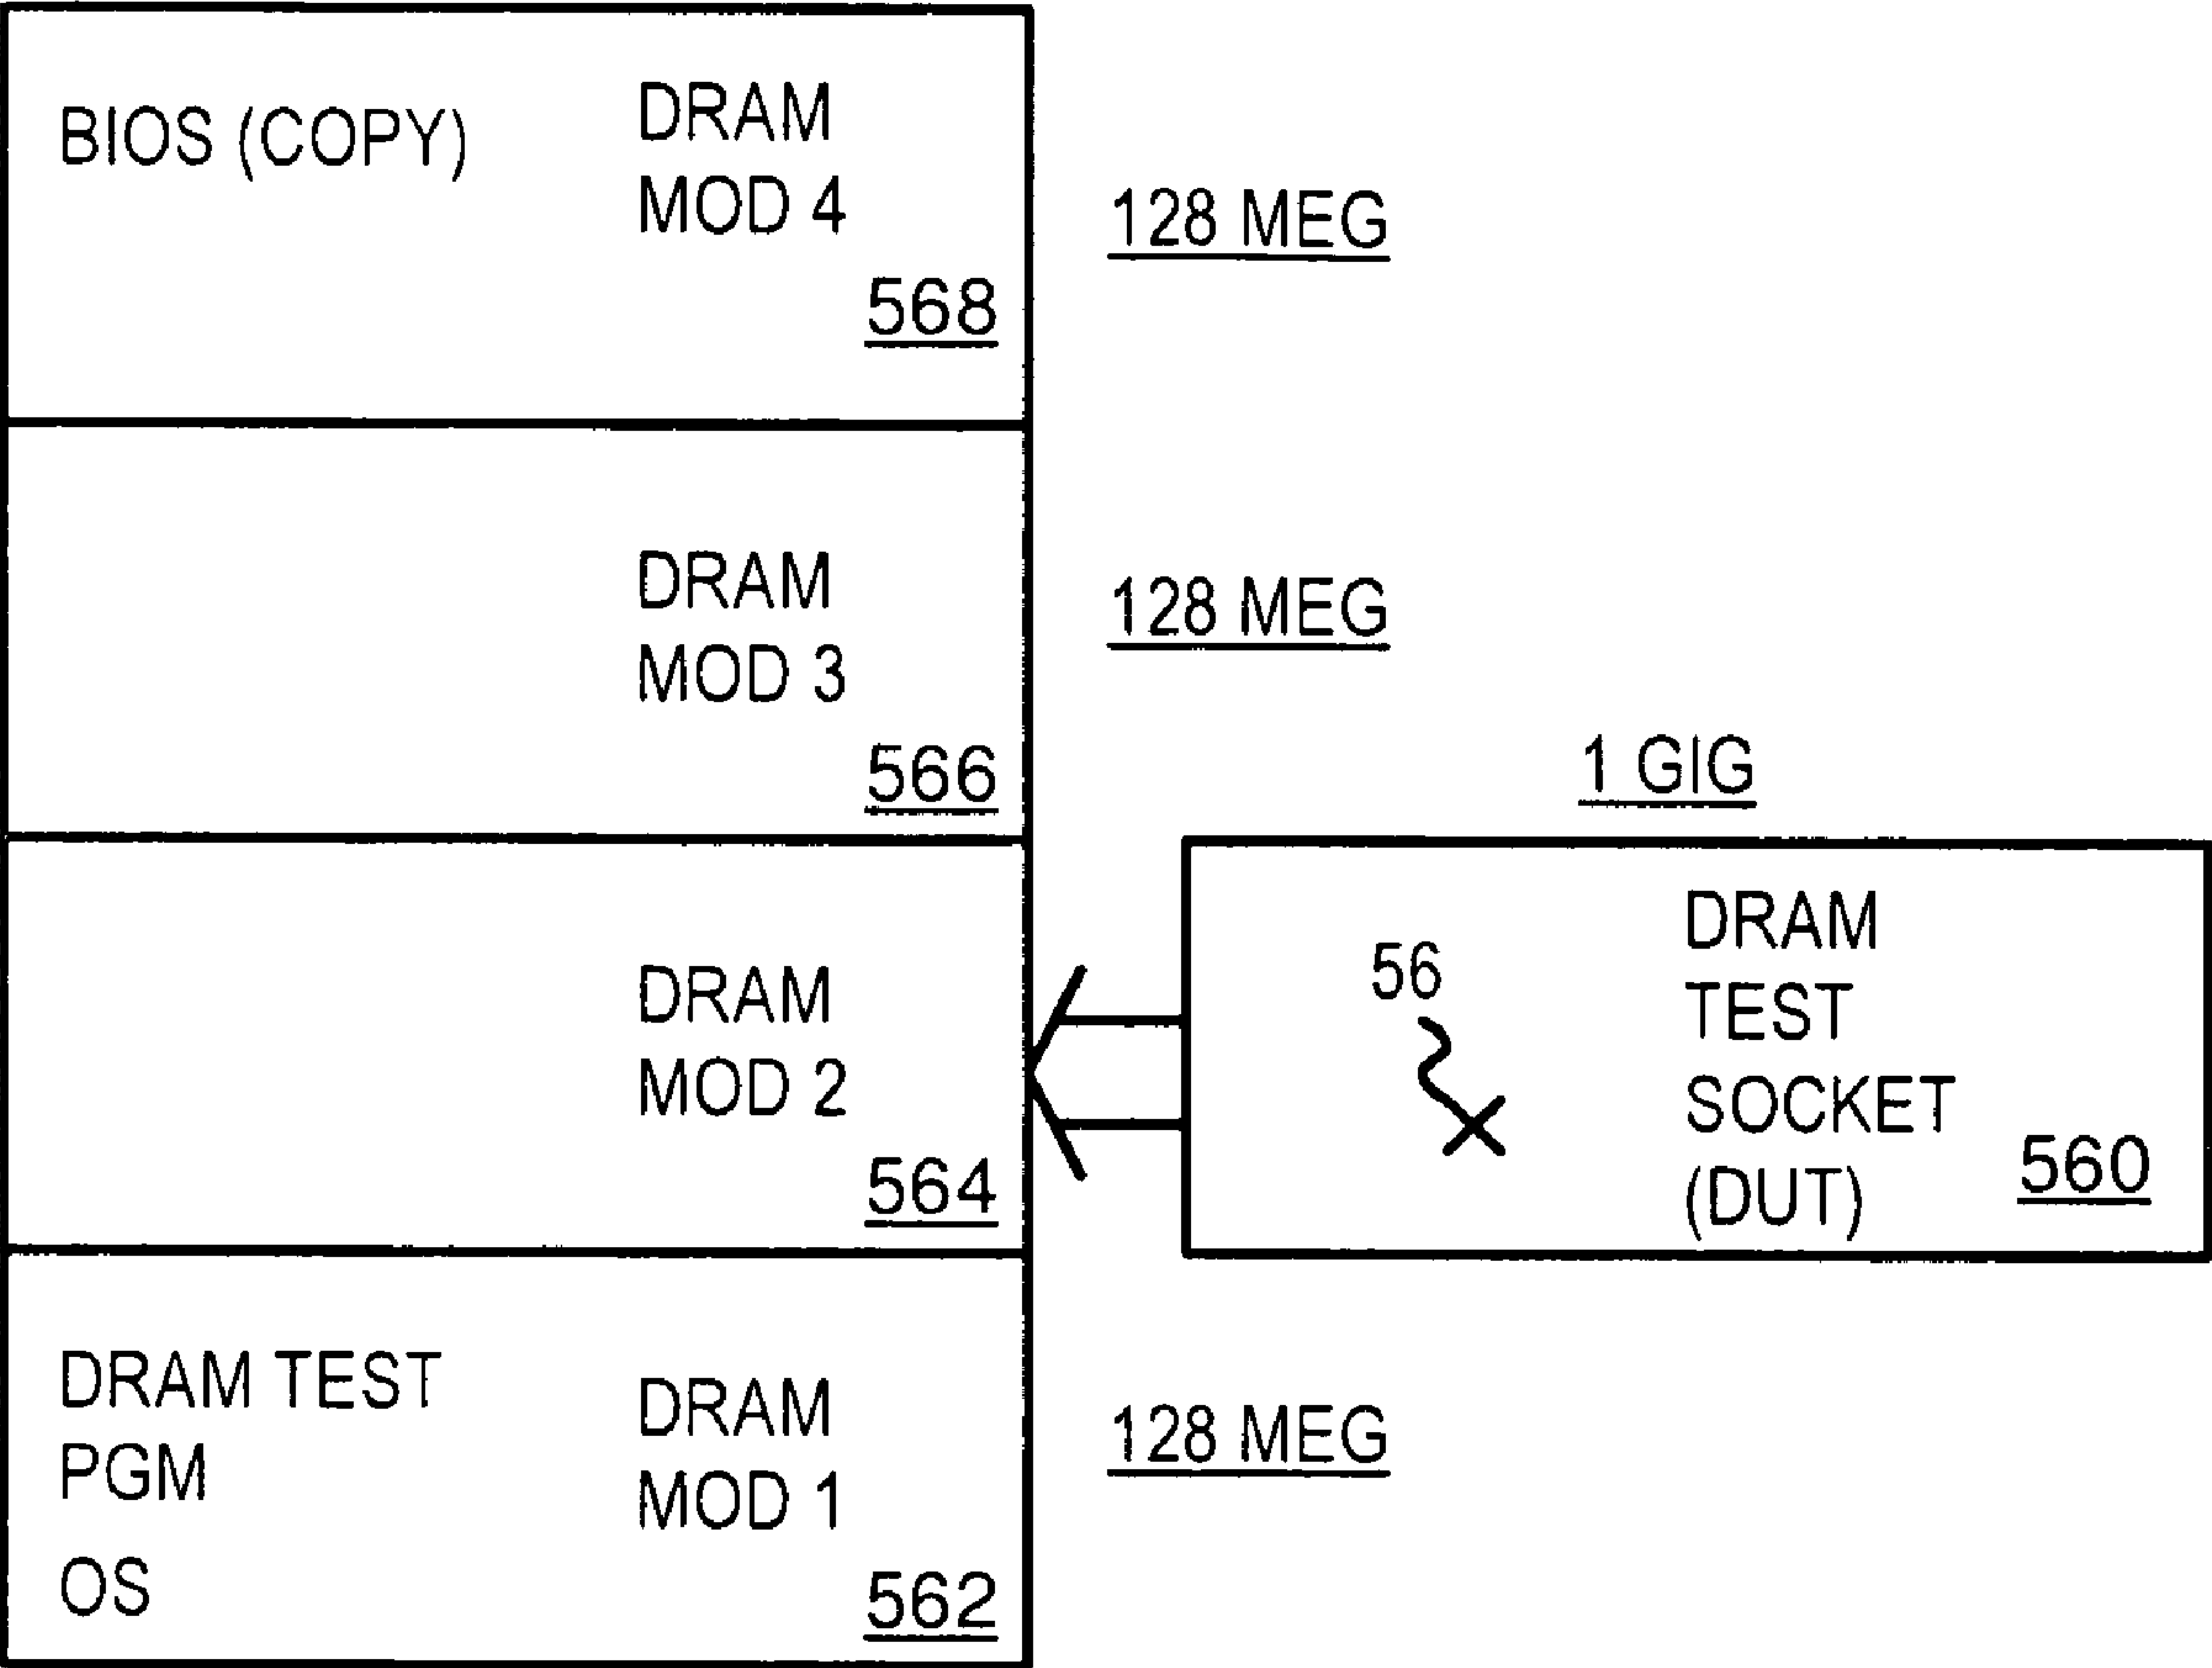 BIOS (COPY)
DRAM
MOD 4
568
128 MEG
DRAM
MOD 3
566
128 MEG
1 GIG
DRAM
MOD 2
564
56
DRAM
TEST
SOCKET
(DUT)
560
DRAM TEST
PGM
OS
DRAM
MOD 1
562
128 MEG